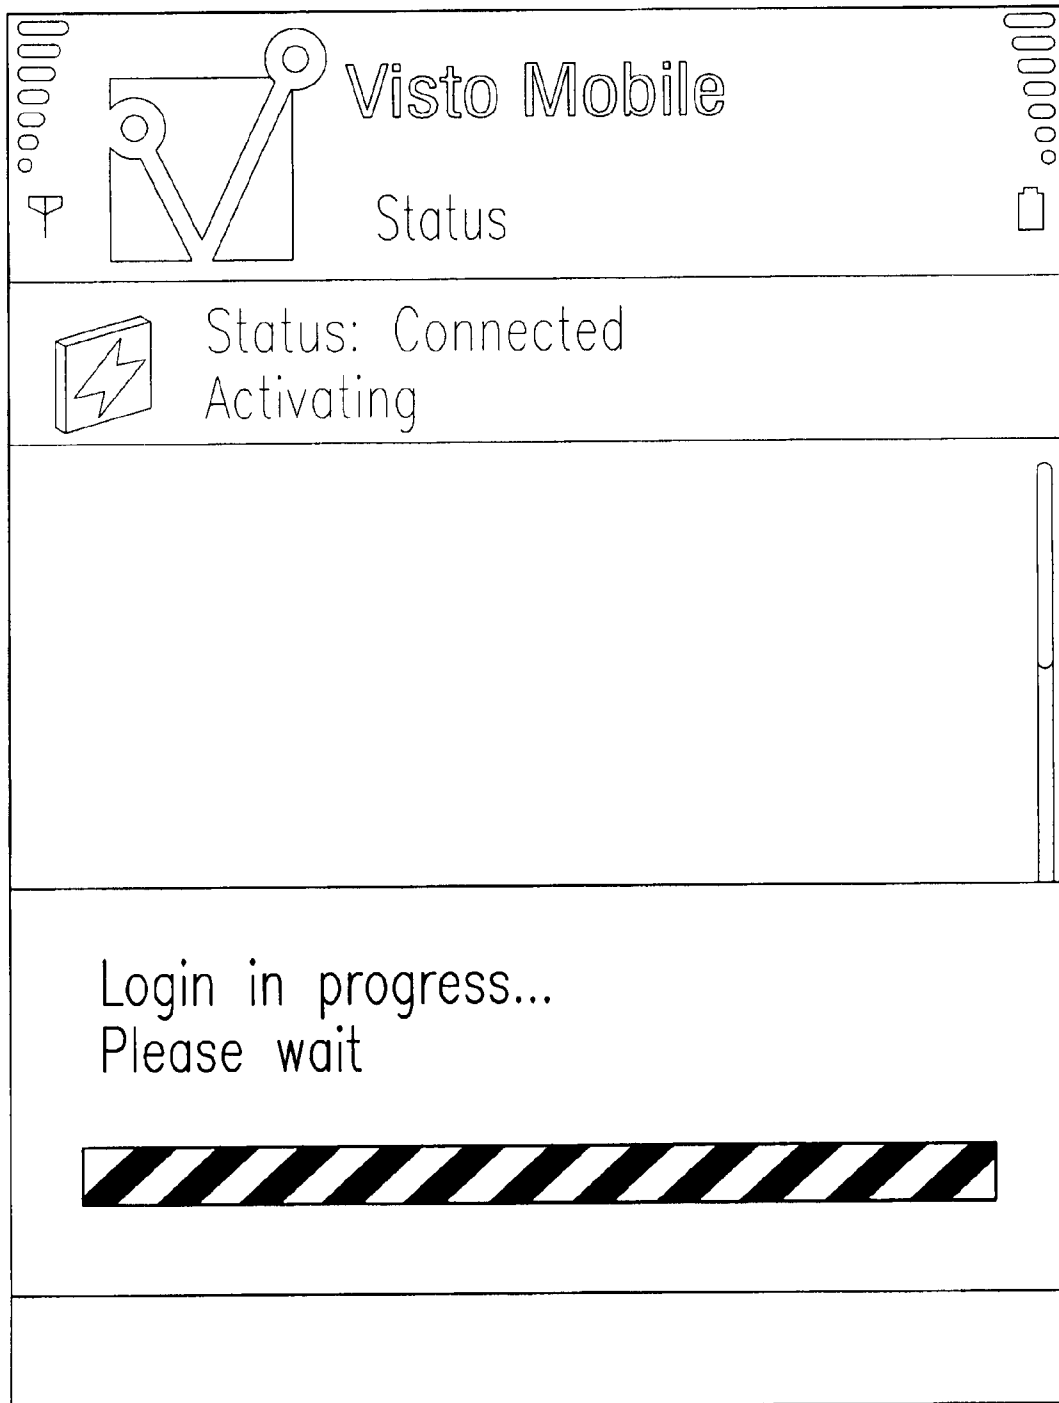 Visto Mobile
Status
Status: Connected
Activating
Login in progress...
Please wait